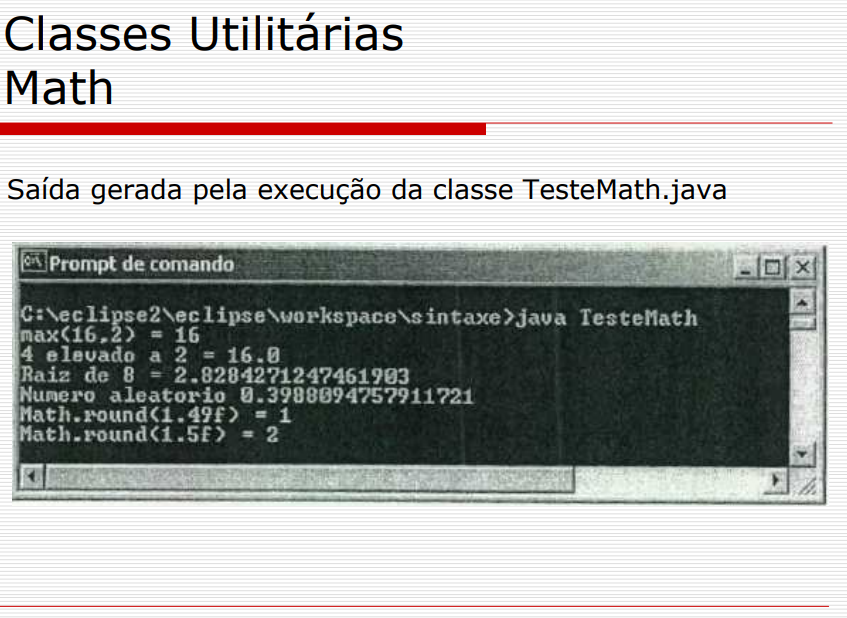 Classes Utilitárias
Math
Saída gerada pela execução da classe TesteMath.java
Prompt de comando
C:\eclipse2\eclipse\workspace\sintaxe>java TesteMath
max(16,2) = 16
4 elevado a 2 = 16.0
Raiz de 8 = 2.8284271247461903
Numero aleatorio 0.3988094757911721
Math.round(1.49f) = 1
Math.round(1.5f) = 2